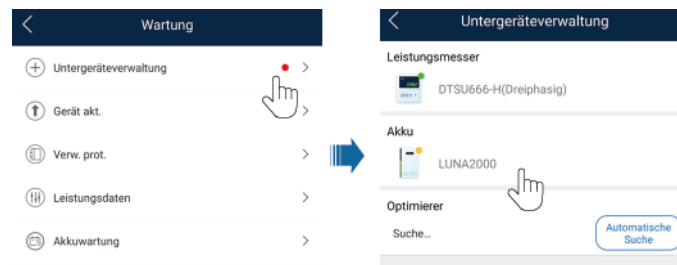 Wartung
Untergeräteverwaltung
Gerät akt.
Verw. prot.
Leistungsdaten
Akkuwartung
Untergeräteverwaltung
Leistungsmesser
DTSU666-H(Dreiphasig)
Akku
LUNA2000
Optimierer
Suche...
Automatische
Suche